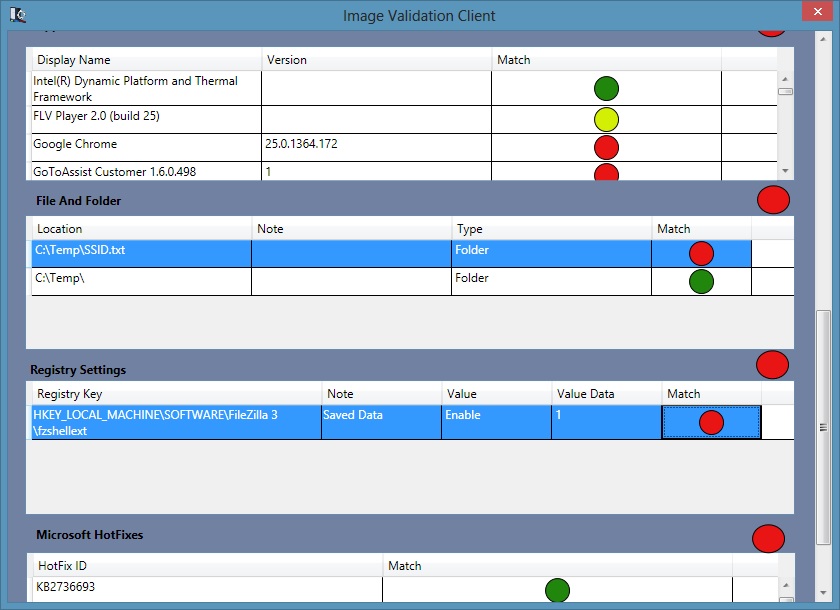 Image Validation Client
Display Name Version Match
Intel(R) Dynamic Platform and Thermal
Framework
FLV Player 2.0 (build 25)
Google Chrome 25.0.1364.172
GoToAssist Customer 1.6.0.498 1
File And Folder
Location Note Type Match
C:\Temp\SSID.txt Folder
C:\Temp\ Folder
Registry Settings
Registry Key Note Value Value Data Match
HKEY_LOCAL_MACHINE\SOFTWARE\FileZilla 3 Saved Data Enable 1
\fzshellext
Microsoft HotFixes
HotFix ID Match
KB2736693